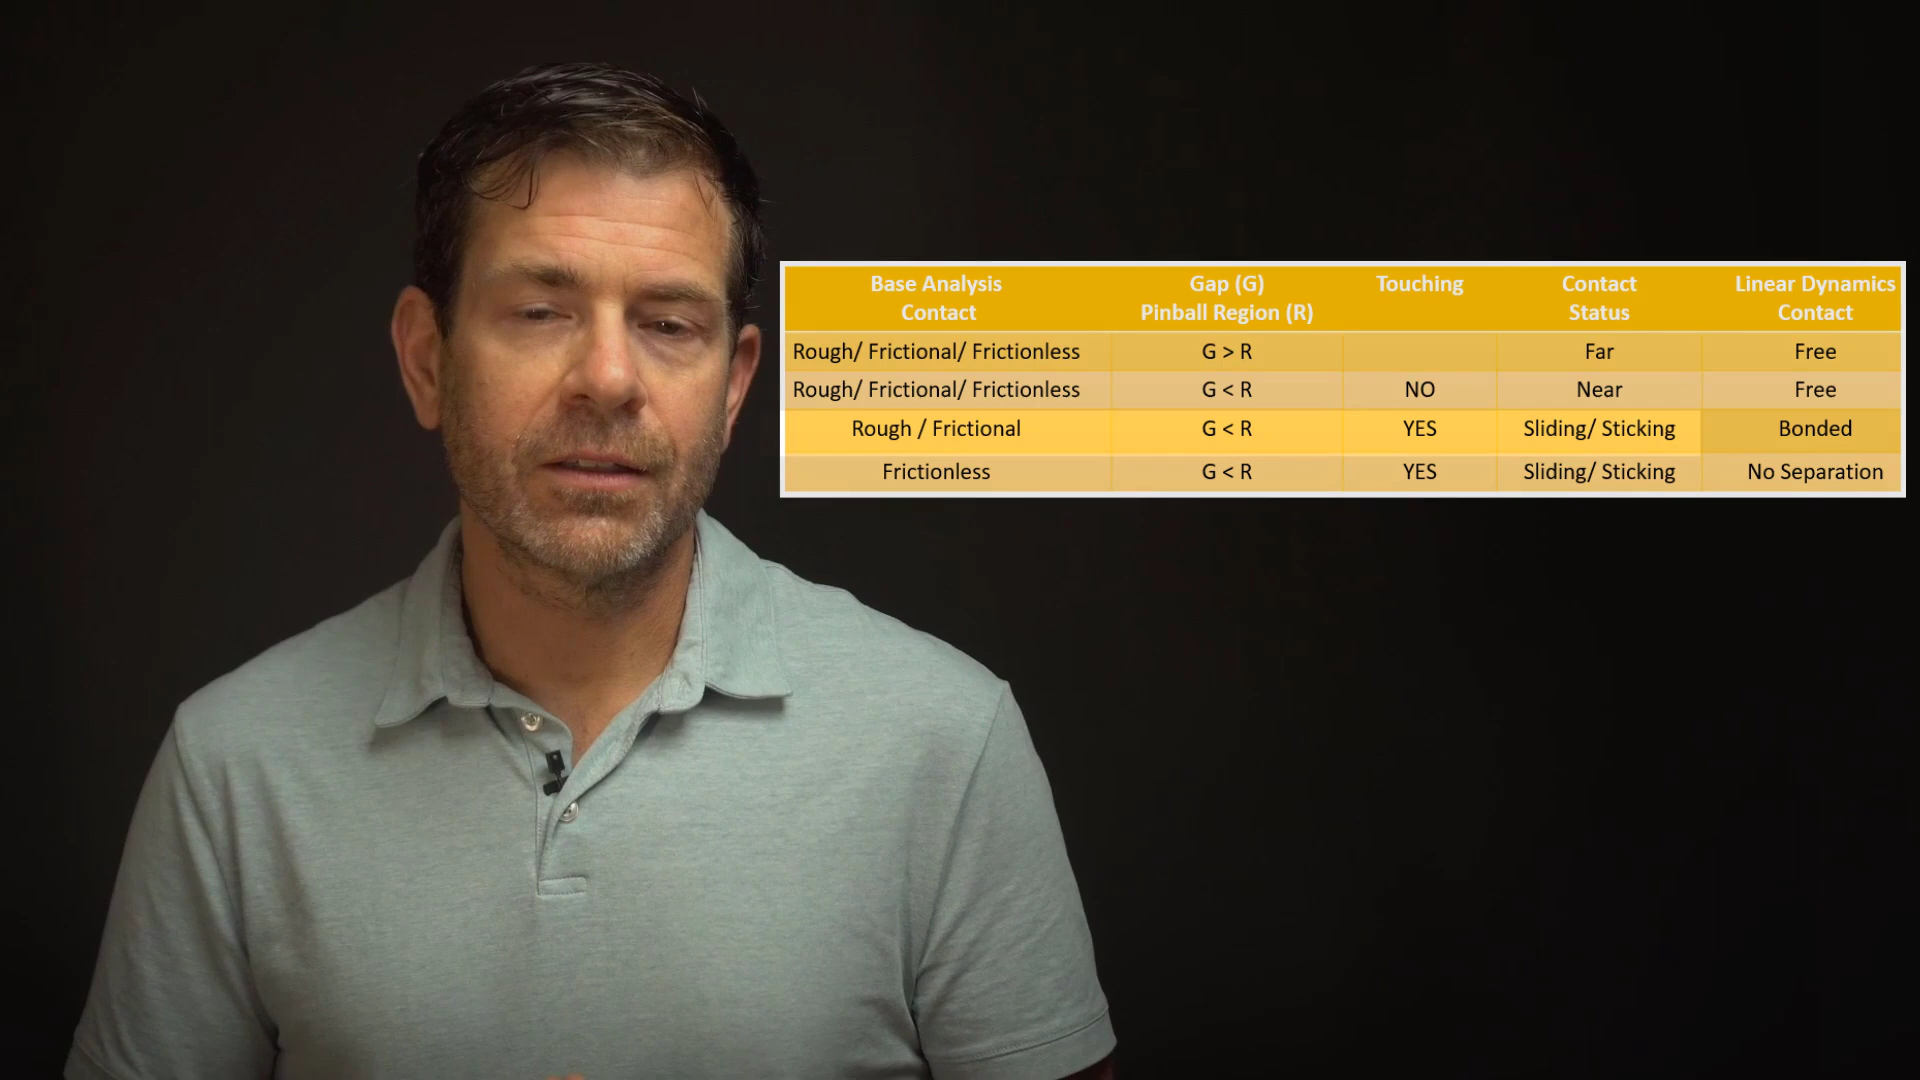 Base Analysis Contact Gap (G) Pinball Region (R) Touching Contact Status Linear Dynamics Contact
Rough/ Frictional/ Frictionless G > R Far Free
Rough/ Frictional/ Frictionless G < R NO Near Free
Rough / Frictional G < R YES Sliding/ Sticking Bonded
Frictionless G < R YES Sliding/ Sticking No Separation